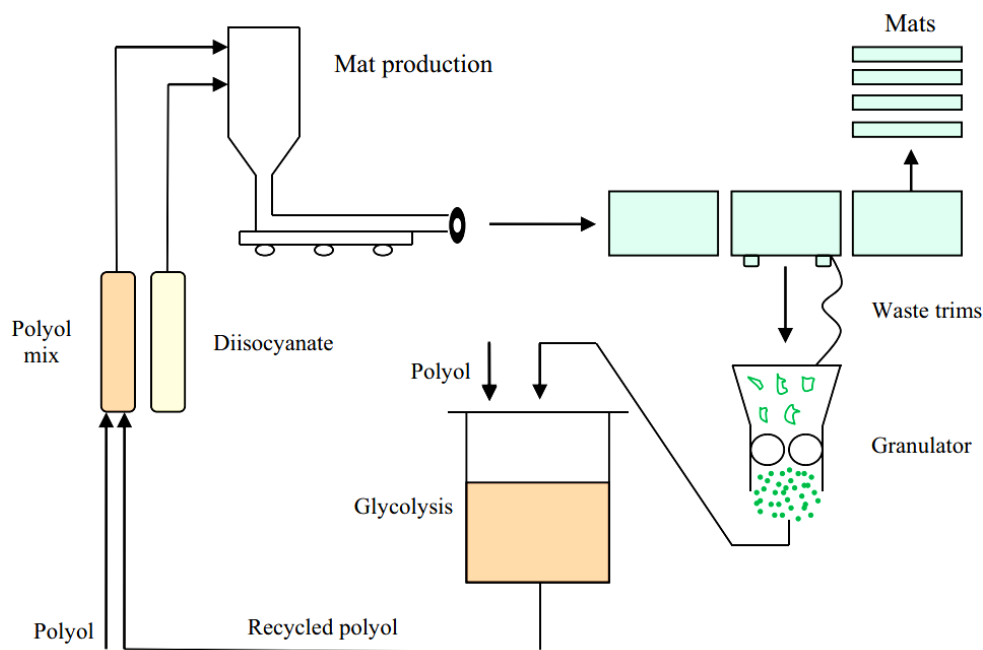 Mats
Mat production
Waste trims
Polyol
mix
Diisocyanate
Polyol
Granulator
Glycolysis
Polyol
Recycled polyol